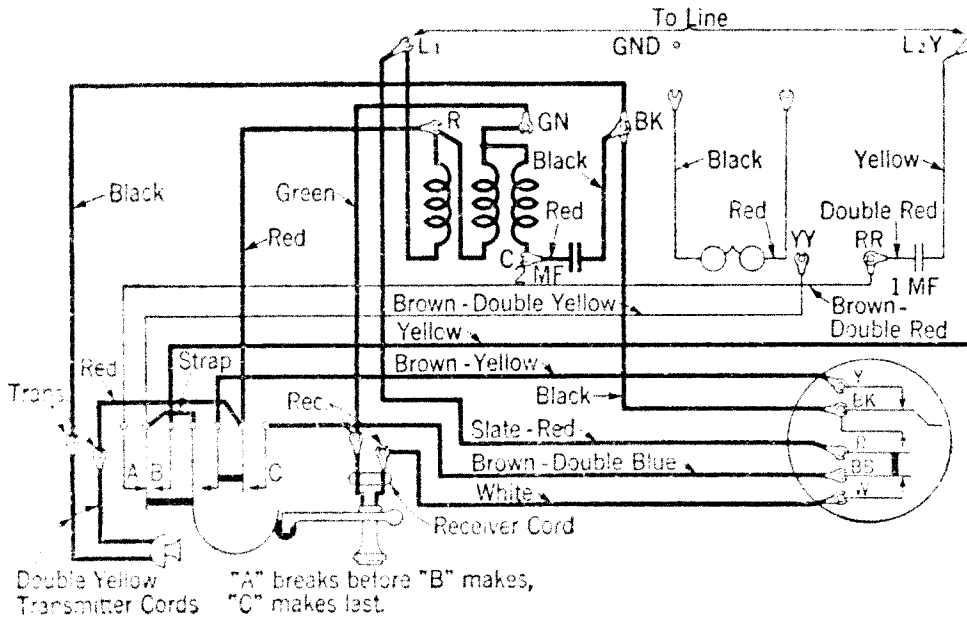 To Line
L1
GND
L2Y
R
GN
BK
Black
Yellow
Black
Black
Green
Red
Red
Double Red
Red
YY
RR
C
2 MF
1 MF
Brown-Double Yellow
Brown-
Double Red
Yellow
Red
Strap
Brown-Yellow
Y
Trans.
Rec.
Black
BK
Slate-Red
R
A
B
C
Brown-Double Blue
BB
White
W
Receiver Cord
Double Yellow
Transmitter Cords
"A" breaks before "B" makes,
"C" makes last.